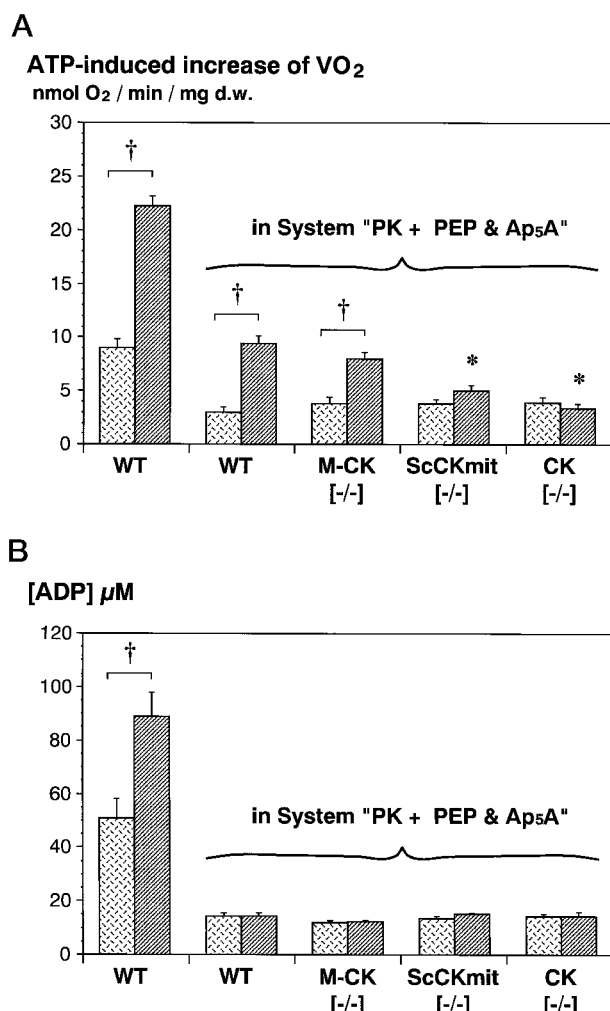 A
ATP-induced increase of VO₂
nmol O₂ / min / mg d.w.
30
25
20
15
10
5
0
†
in System "PK + PEP & Ap₅A"
†
†
*
*
WT
WT
M-CK
[-/-]
ScCKmit
[-/-]
CK
[-/-]
B
[ADP] µM
120
100
80
60
40
20
0
†
in System "PK + PEP & Ap₅A"
WT
WT
M-CK
[-/-]
ScCKmit
[-/-]
CK
[-/-]